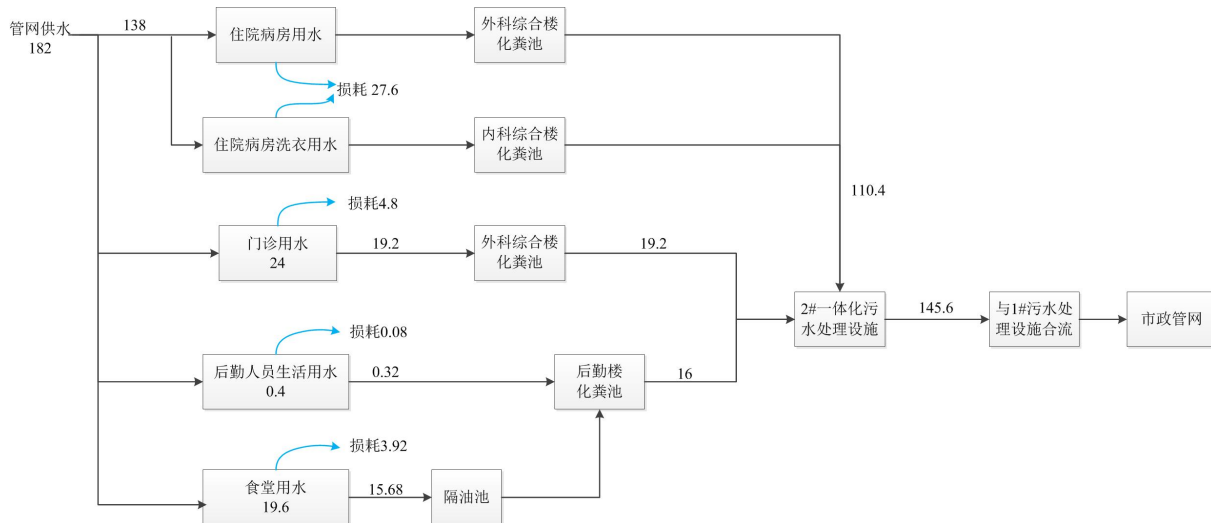 管网供水
182
138
住院病房用水
外科综合楼
化粪池
损耗 27.6
住院病房洗衣用水
内科综合楼
化粪池
110.4
损耗4.8
门诊用水
24
19.2
外科综合楼
化粪池
19.2
2#一体化污
水处理设施
145.6
与1#污水处
理设施合流
市政管网
损耗0.08
后勤人员生活用水
0.4
0.32
后勤楼
化粪池
16
损耗3.92
食堂用水
19.6
15.68
隔油池